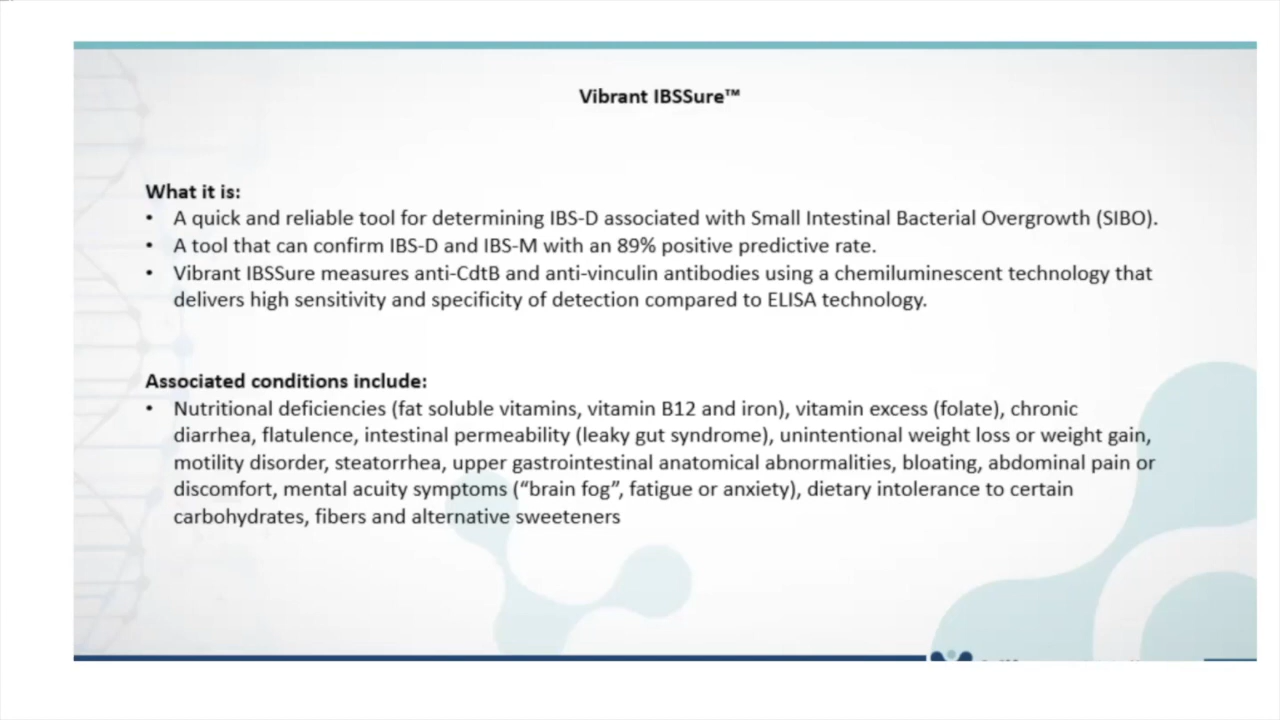 Vibrant IBSSure™
What it is:
• A quick and reliable tool for determining IBS-D associated with Small Intestinal Bacterial Overgrowth (SIBO).
• A tool that can confirm IBS-D and IBS-M with an 89% positive predictive rate.
• Vibrant IBSSure measures anti-CdtB and anti-vinculin antibodies using a chemiluminescent technology that
delivers high sensitivity and specificity of detection compared to ELISA technology.
Associated conditions include:
• Nutritional deficiencies (fat soluble vitamins, vitamin B12 and iron), vitamin excess (folate), chronic
diarrhea, flatulence, intestinal permeability (leaky gut syndrome), unintentional weight loss or weight gain,
motility disorder, steatorrhea, upper gastrointestinal anatomical abnormalities, bloating, abdominal pain or
discomfort, mental acuity symptoms (“brain fog”, fatigue or anxiety), dietary intolerance to certain
carbohydrates, fibers and alternative sweeteners